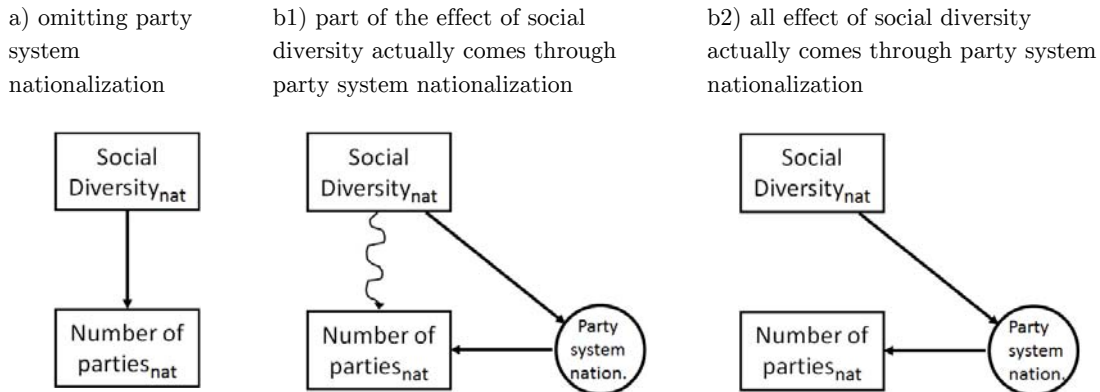 a) omitting party
system
nationalization
b1) part of the effect of social
diversity actually comes through
party system nationalization
b2) all effect of social diversity
actually comes through party system
nationalization
Social
Diversity_nat
Number of
parties_nat
Social
Diversity_nat
Number of
parties_nat
Party
system
nation.
Social
Diversity_nat
Number of
parties_nat
Party
system
nation.